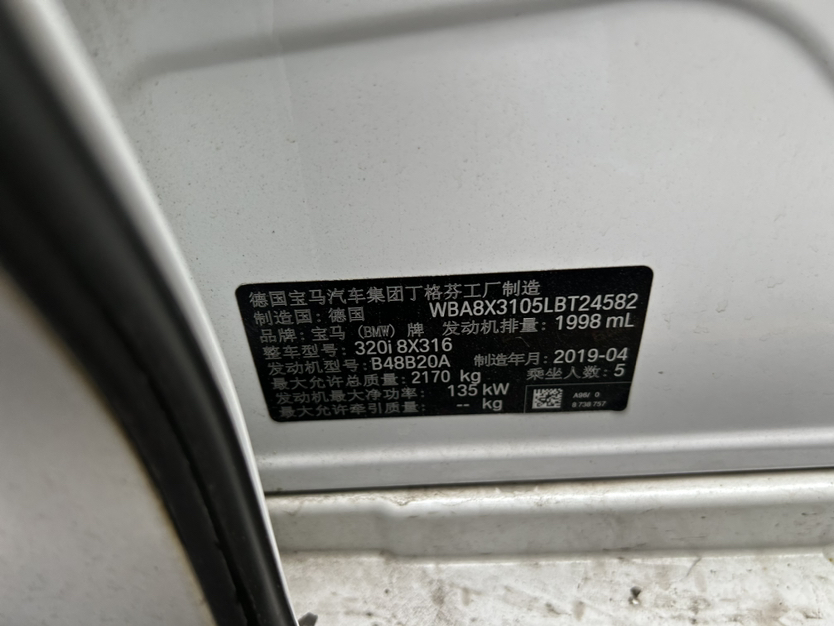 德国宝马汽车集团丁格芬工厂制造
制造国：德国 WBA8X3105LBT24582
品牌：宝马 (BMW) 牌 发动机排量：1998 mL
整车型号：320i 8X316
发动机型号：B48B20A 制造年月：2019-04
最大允许总质量：2170 kg 乘坐人数：5
发动机最大净功率：135 kW
最大允许牵引质量：-- kg